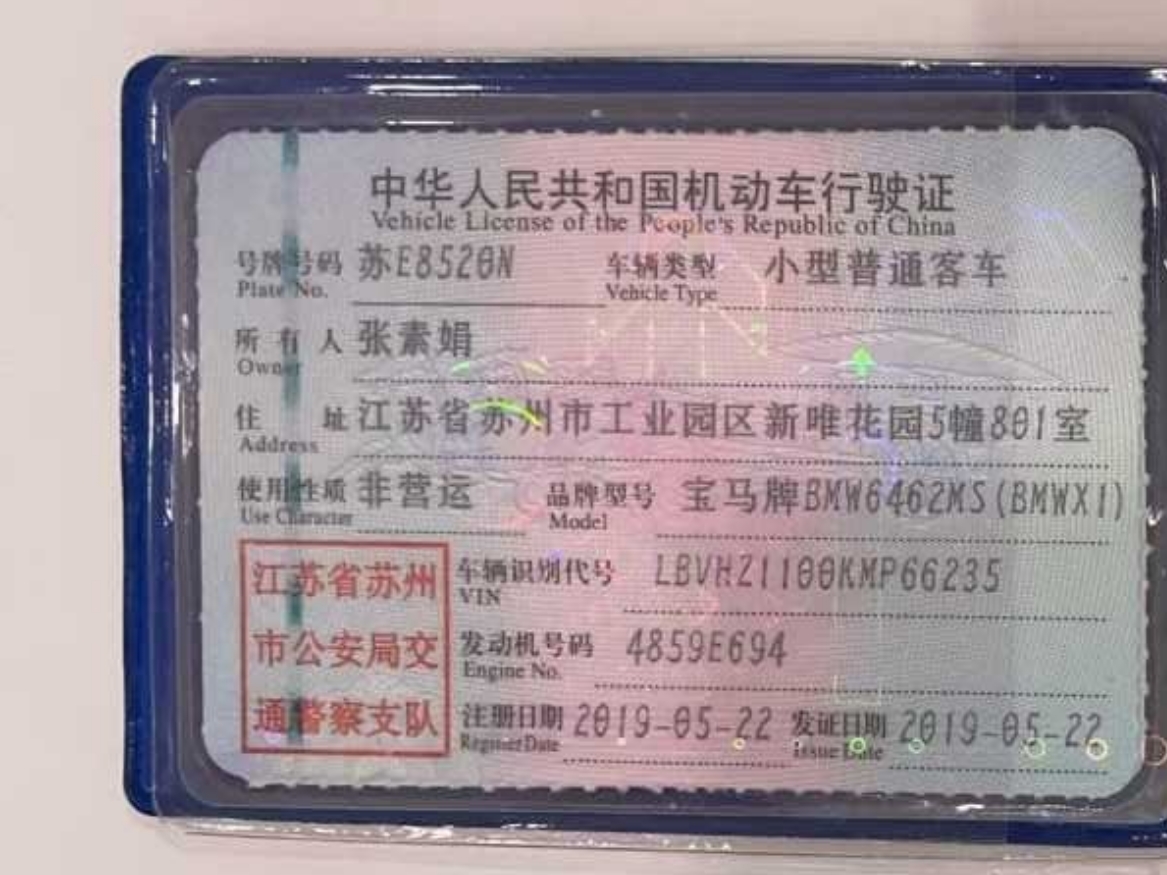 中华人民共和国机动车行驶证
Vehicle License of the People's Republic of China
号牌号码 苏E8520N 车辆类型 小型普通客车
Plate No. Vehicle Type
所有人 张素娟
Owner
住址 江苏省苏州市工业园区新唯花园5幢801室
Address
使用性质 非营运 品牌型号 宝马牌BMW6462MS(BMWX1)
Use Character Model
江苏省苏州
市公安局交
通警察支队
车辆识别代号 LBVHZ1100KMP66235
VIN
发动机号码 4859E694
Engine No.
注册日期 2019-05-22 发证日期 2019-05-22
Register Date Issue Date